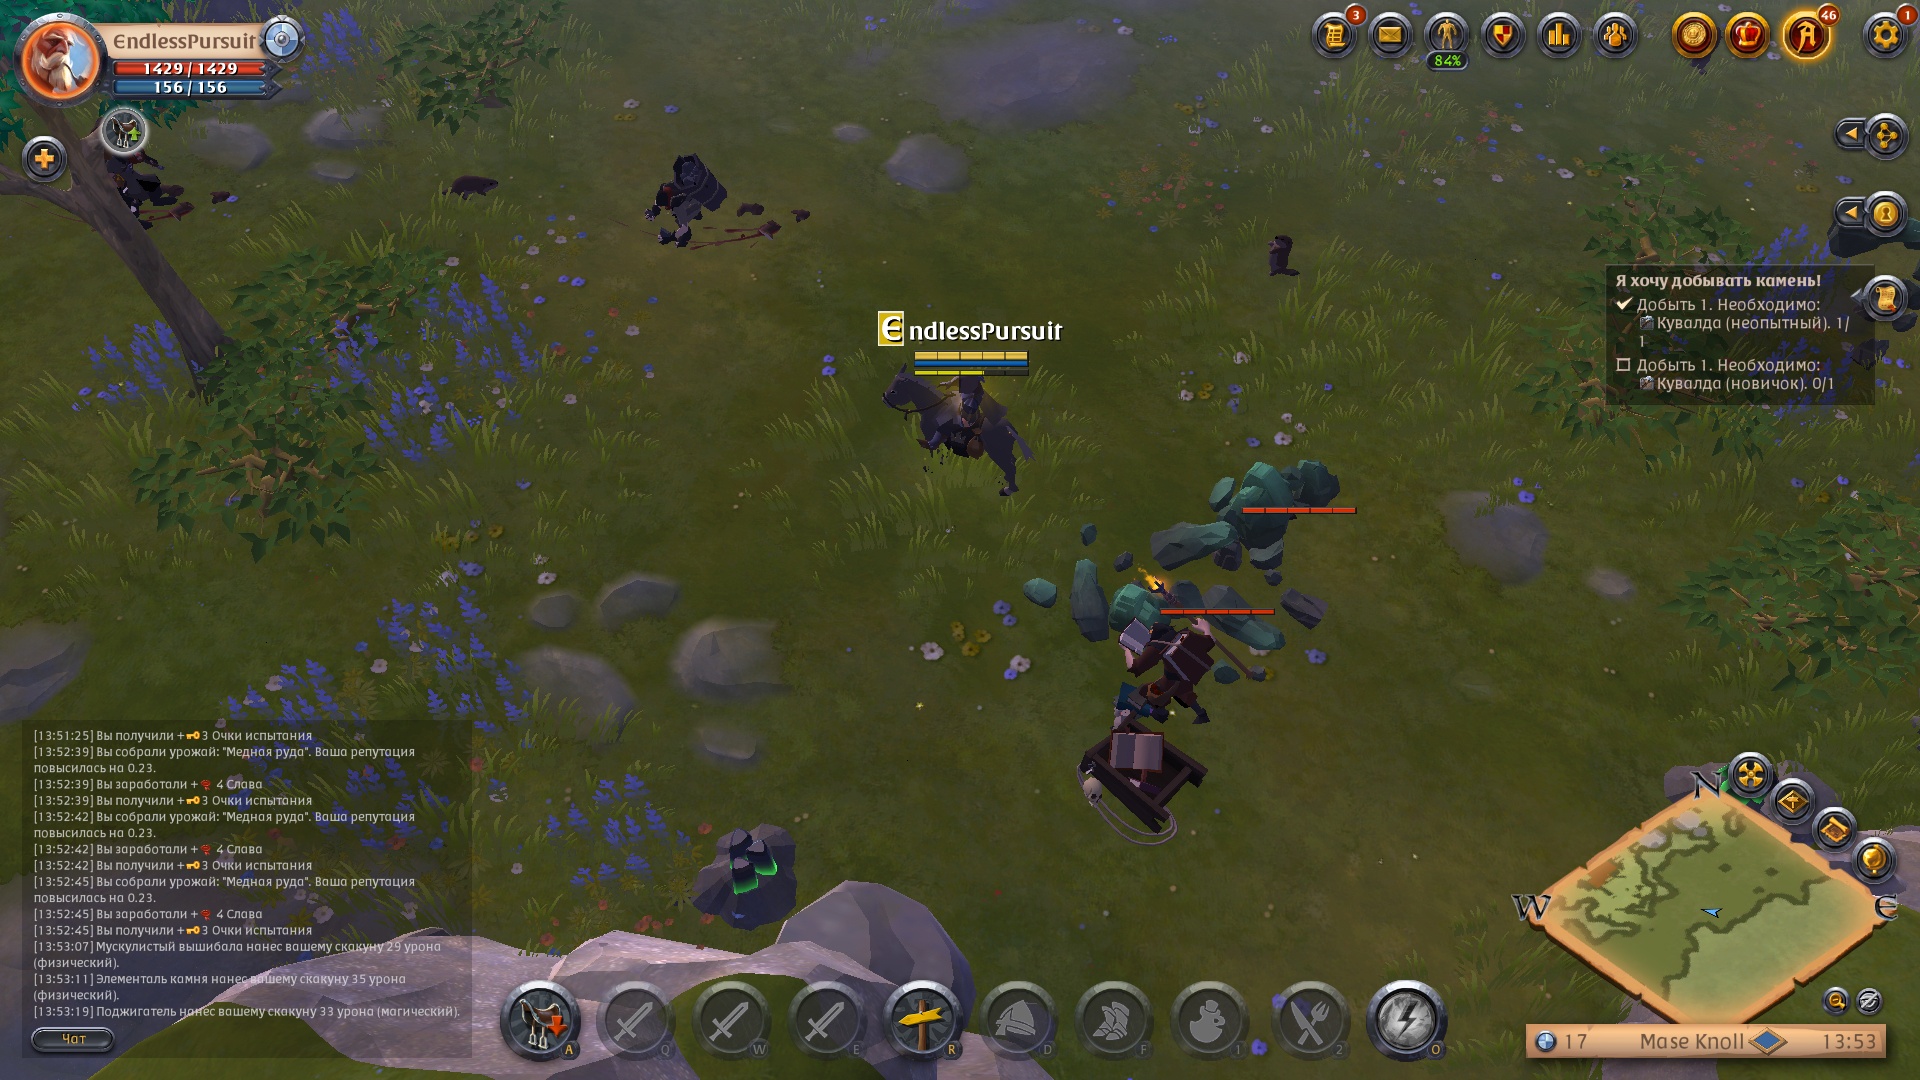 EndlessPursuit
1429 / 1429
156 / 156
3
84%
46
1
Я хочу добывать камень!
Добыть 1. Необходимо:
Кувалда (неопытный). 1/
1
Добыть 1. Необходимо:
Кувалда (новичок). 0/1
EndlessPursuit
[13:51:25] Вы получили + 3 Очки испытания
[13:52:39] Вы собрали урожай: "Медная руда". Ваша репутация
повысилась на 0.23.
[13:52:39] Вы заработали + 4 Слава
[13:52:39] Вы получили + 3 Очки испытания
[13:52:42] Вы собрали урожай: "Медная руда". Ваша репутация
повысилась на 0.23.
[13:52:42] Вы заработали + 4 Слава
[13:52:42] Вы получили + 3 Очки испытания
[13:52:45] Вы собрали урожай: "Медная руда". Ваша репутация
повысилась на 0.23.
[13:52:45] Вы заработали + 4 Слава
[13:52:45] Вы получили + 3 Очки испытания
[13:53:07] Мускулистый вышибала нанес вашему скакуну 29 урона
(физический).
[13:53:11] Элементаль камня нанес вашему скакуну 35 урона
(физический).
[13:53:19] Поджигатель нанес вашему скакуну 33 урона (магический).
Чат
A
Q
W
E
R
D
F
1
2
O
N
W
E
17
Mase Knoll
13:53